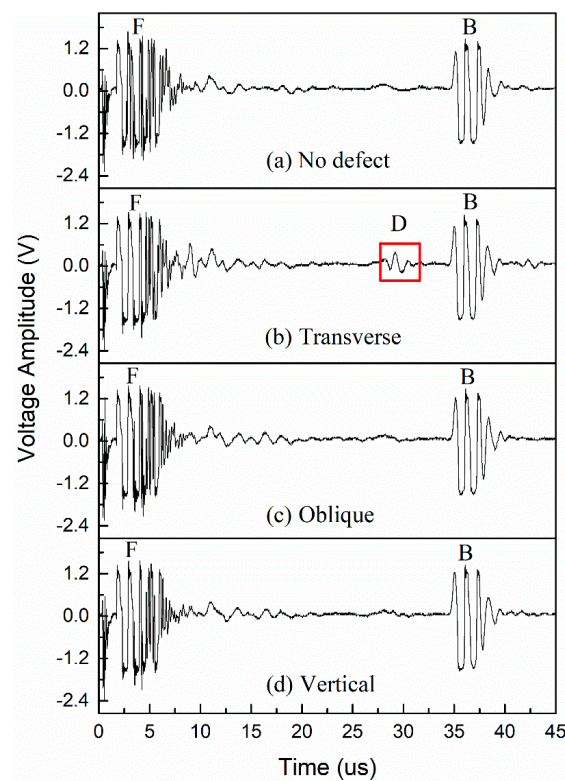 F B
1.2
0.0
-1.2
-2.4
(a) No defect
F D B
1.2
0.0
-1.2
-2.4
(b) Transverse
F B
1.2
0.0
-1.2
-2.4
(c) Oblique
F B
1.2
0.0
-1.2
-2.4
(d) Vertical
0 5 10 15 20 25 30 35 40 45
Time (us)
Voltage Amplitude (V)